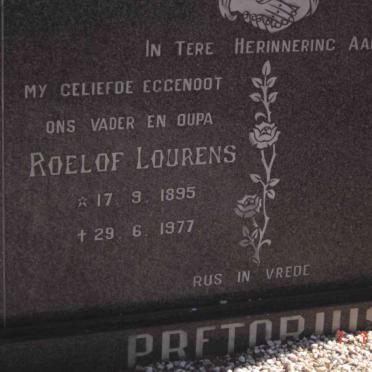 IN TERE HERINNERING AAN
MY GELIEFDE EGGENOOT
ONS VADER EN OUPA
ROELOF LOURENS
☆ 17. 9. 1895
† 29. 6. 1977
RUS IN VREDE
PRETORIUS